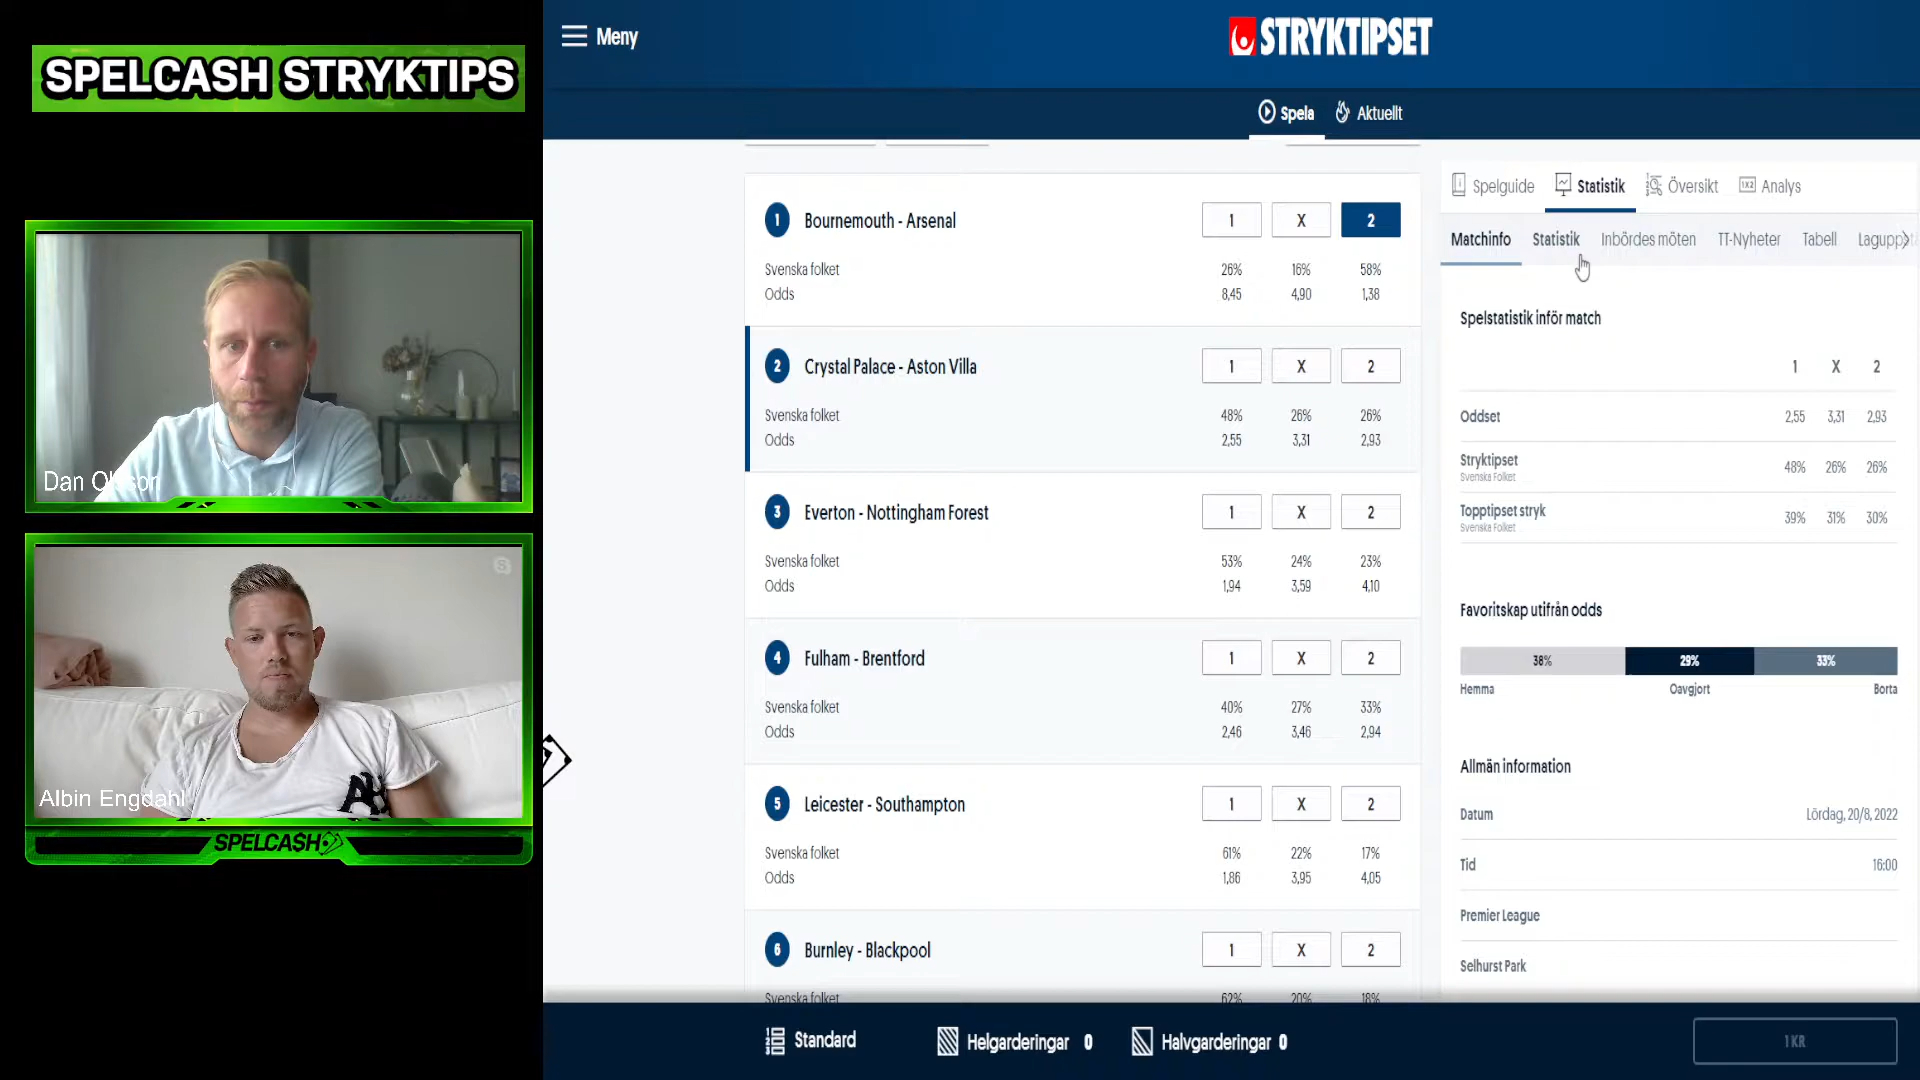 SPELCASH STRYKTIPS
Albin Engdahl
SPELCASH
Meny
STRYKTIPSET
Spela
Aktuellt
1 Bournemouth - Arsenal 1 X 2
Svenska folket 26% 16% 58%
Odds 8,45 4,90 1,38
2 Crystal Palace - Aston Villa 1 X 2
Svenska folket 48% 26% 26%
Odds 2,55 3,31 2,93
3 Everton - Nottingham Forest 1 X 2
Svenska folket 53% 24% 23%
Odds 1,94 3,59 4,10
4 Fulham - Brentford 1 X 2
Svenska folket 40% 27% 33%
Odds 2,46 3,46 2,94
5 Leicester - Southampton 1 X 2
Svenska folket 61% 22% 17%
Odds 1,86 3,95 4,05
6 Burnley - Blackpool 1 X 2
Svenska folket 62% 20% 18%
Spelguide Statistik Översikt 1X2 Analys
Matchinfo Statistik Inbördes möten TT-Nyheter Tabell
Spelstatistik inför match
1 X 2
Oddset 2,55 3,31 2,93
Stryktipset 48% 26% 26%
Svenska Folket
Topptipset stryk 39% 31% 30%
Svenska Folket
Favoritskap utifrån odds
38% 29% 33%
Hemma Oavgjort Borta
Allmän information
Datum Lördag, 20/8, 2022
Tid 16:00
Premier League
Selhurst Park
Standard Helgarderingar 0 Halvgarderingar 0
1 KR
Dan